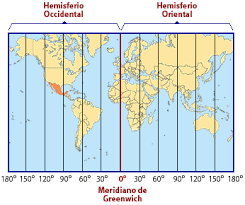 Hemisferio Occidental
Hemisferio Oriental
0°
180° 150° 120° 90° 60° 30° 0° 30° 60° 90° 120° 150° 180°
Meridiano de
Greenwich